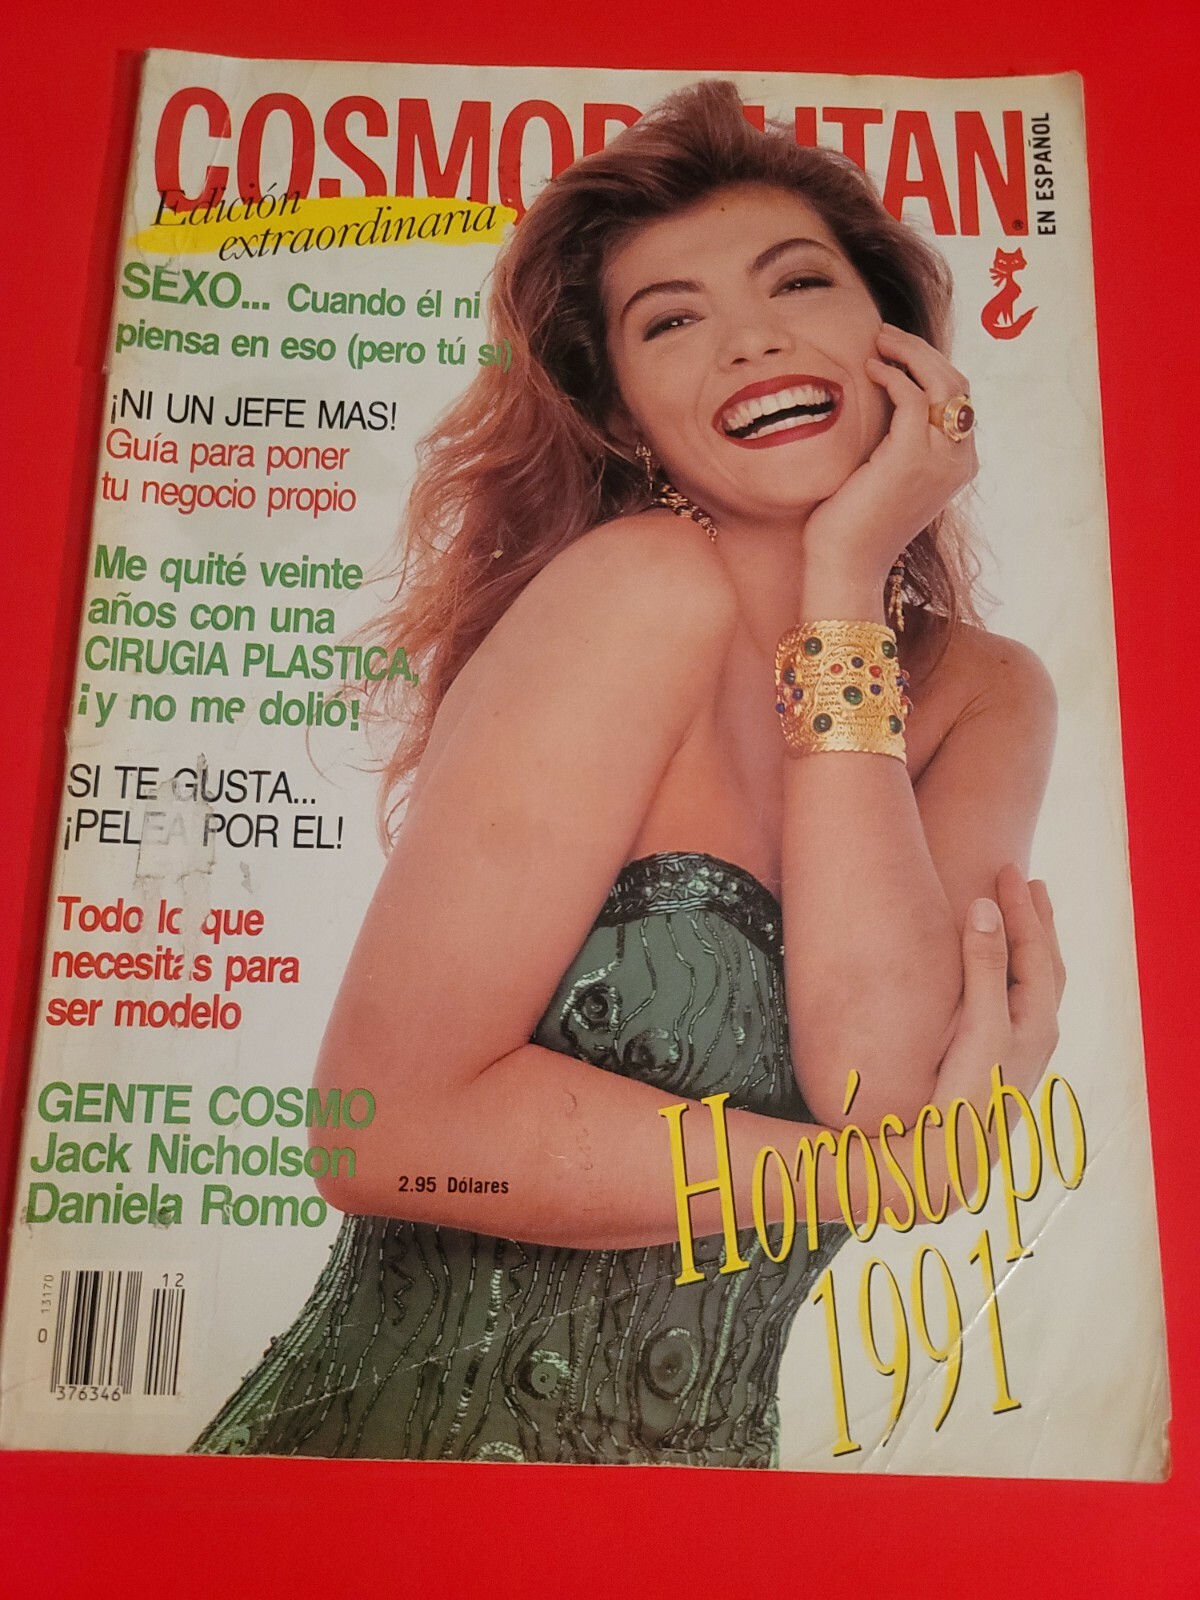 COSMOPOLITAN
EN ESPAÑOL
Edición
extraordinaria
SEXO... Cuando él ni
piensa en eso (pero tú sí)
¡NI UN JEFE MAS!
Guía para poner
tu negocio propio
Me quité veinte
años con una
CIRUGIA PLASTICA,
¡y no me dolió!
SI TE GUSTA...
¡PELEA POR EL!
Todo lo que
necesitas para
ser modelo
GENTE COSMO
Jack Nicholson
Daniela Romo
2.95 Dólares
Horóscopo
1991
12
0 13170
0
376346